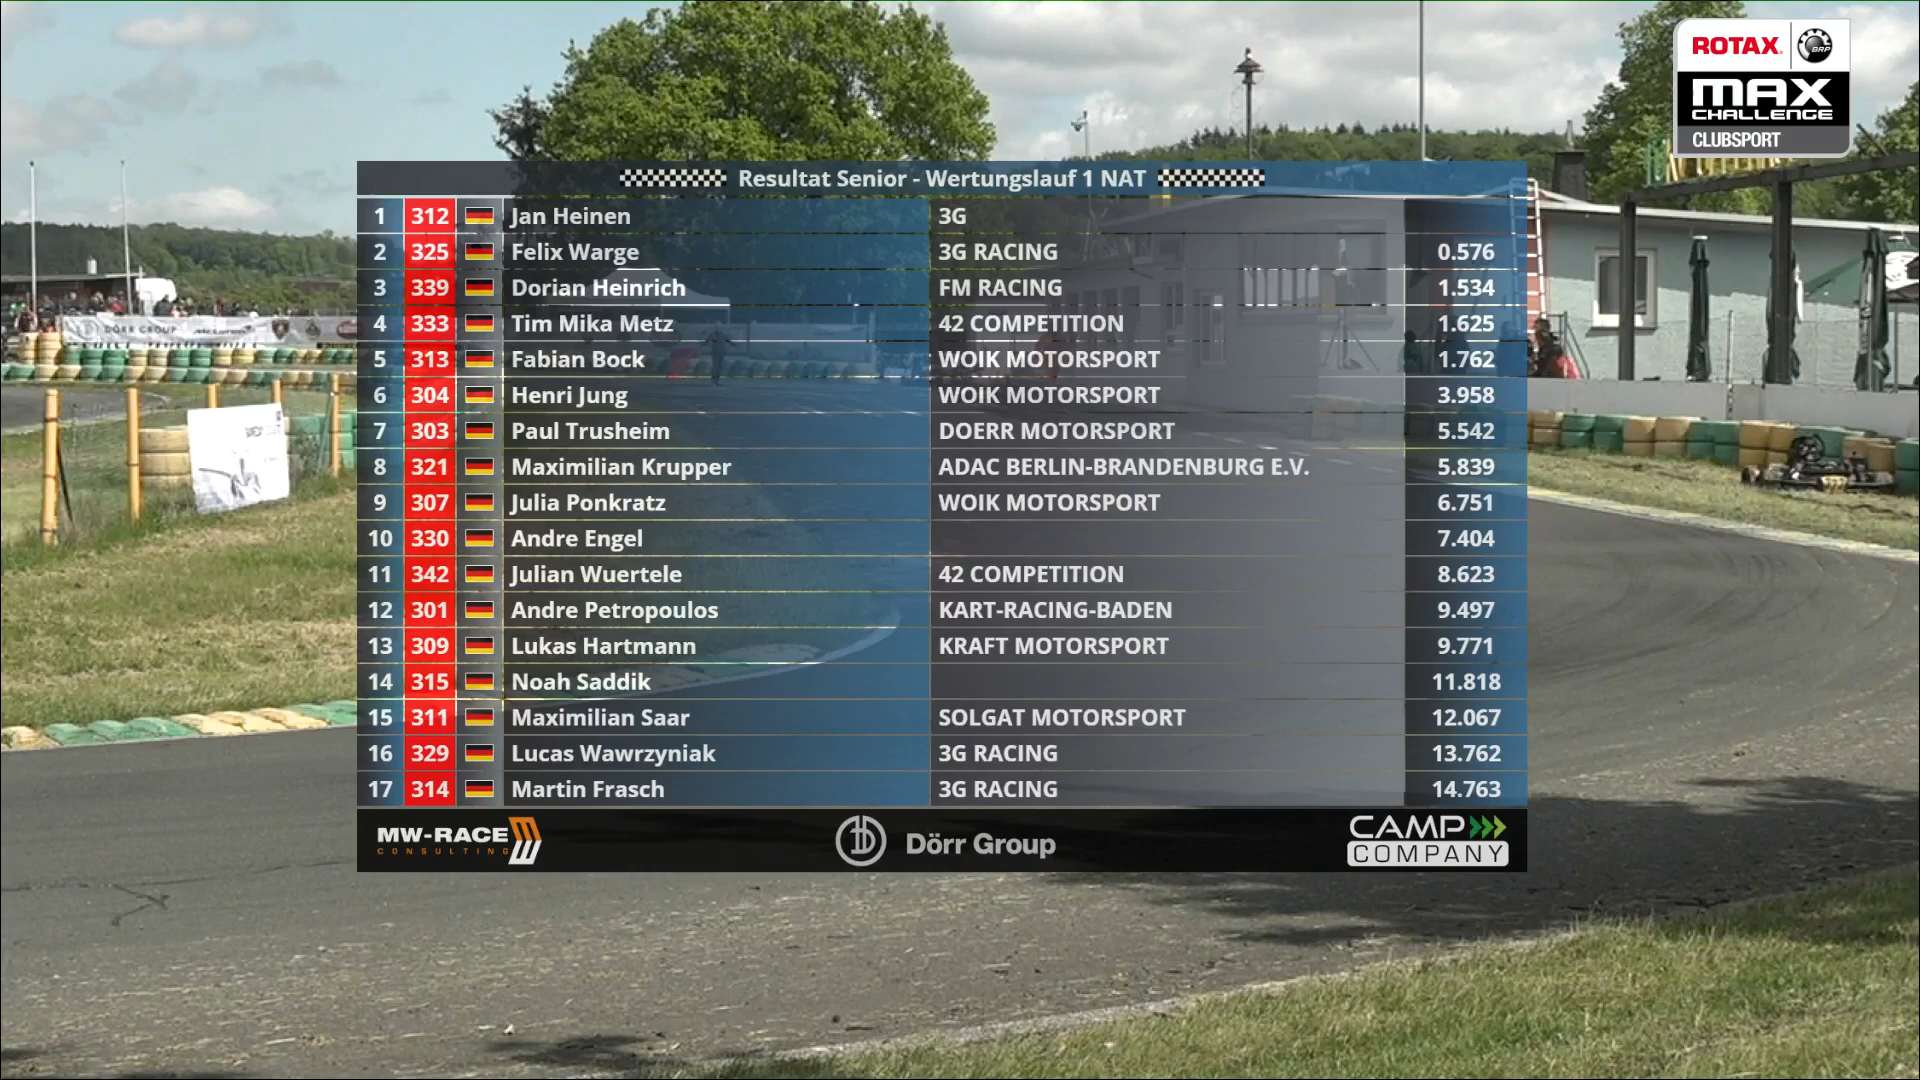 ROTAX
BRP
MAX
CHALLENGE
CLUBSPORT
Resultat Senior - Wertungslauf 1 NAT
1 312 Jan Heinen 3G
2 325 Felix Warge 3G RACING 0.576
3 339 Dorian Heinrich FM RACING 1.534
4 333 Tim Mika Metz 42 COMPETITION 1.625
5 313 Fabian Bock WOIK MOTORSPORT 1.762
6 304 Henri Jung WOIK MOTORSPORT 3.958
7 303 Paul Trusheim DOERR MOTORSPORT 5.542
8 321 Maximilian Krupper ADAC BERLIN-BRANDENBURG E.V. 5.839
9 307 Julia Ponkratz WOIK MOTORSPORT 6.751
10 330 Andre Engel 7.404
11 342 Julian Wuertele 42 COMPETITION 8.623
12 301 Andre Petropoulos KART-RACING-BADEN 9.497
13 309 Lukas Hartmann KRAFT MOTORSPORT 9.771
14 315 Noah Saddik 11.818
15 311 Maximilian Saar SOLGAT MOTORSPORT 12.067
16 329 Lucas Wawrzyniak 3G RACING 13.762
17 314 Martin Frasch 3G RACING 14.763
DÖRR GROUP
MW-RACE
CONSULTING
Dörr Group
CAMP
COMPANY